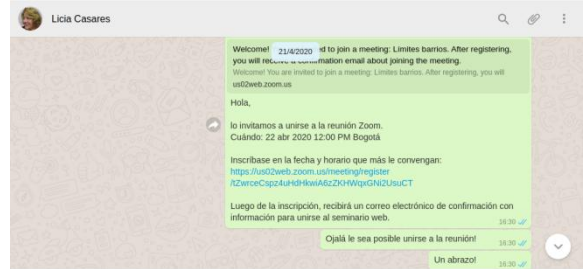 Licia Casares
21/4/2020
Welcome! invited to join a meeting: Limites barrios. After registering,
you will receive a confirmation email about joining the meeting.
Welcome! You are invited to join a meeting: Limites barrios. After registering, you will
us02web.zoom.us
Hola,
lo invitamos a unirse a la reunión Zoom.
Cuándo: 22 abr 2020 12:00 PM Bogotá
Inscríbase en la fecha y horario que más le convengan:
https://us02web.zoom.us/meeting/register
/tZwrceCspz4uHdHkwiA6zZKHWqxGNi2UsuCT
Luego de la inscripción, recibirá un correo electrónico de confirmación con
información para unirse al seminario web.
16:30
Ojalá le sea posible unirse a la reunión!
16:30
Un abrazo!
16:30